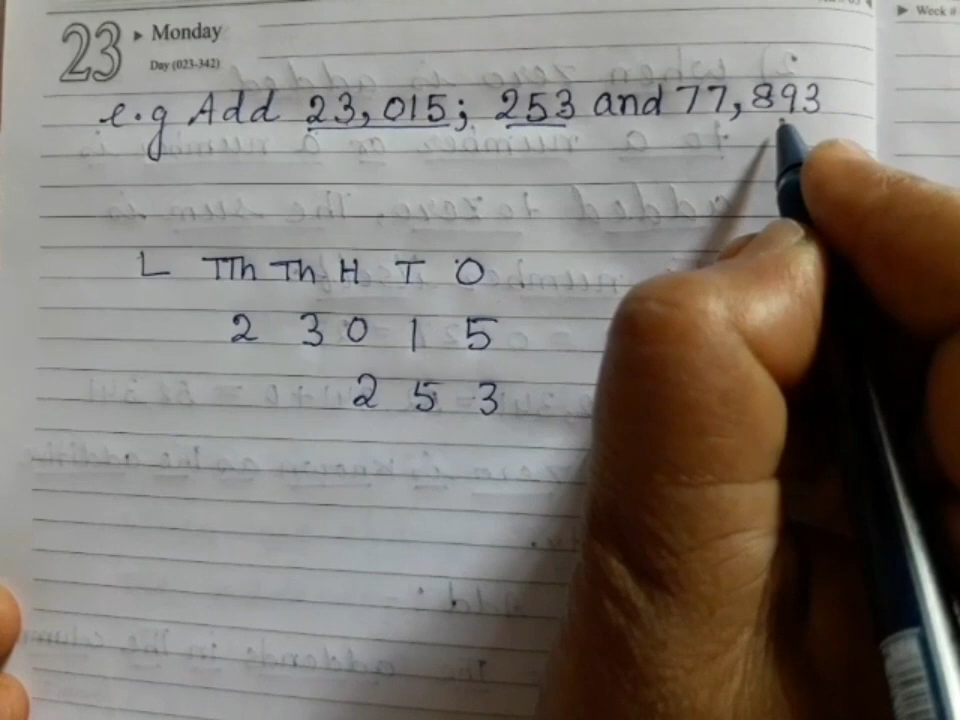 23 ▶ Monday
Day (023-342)
▶ Week #
e.g Add 23,015; 253 and 77,893
L TTh Th H T O
2 3 0 1 5
2 5 3